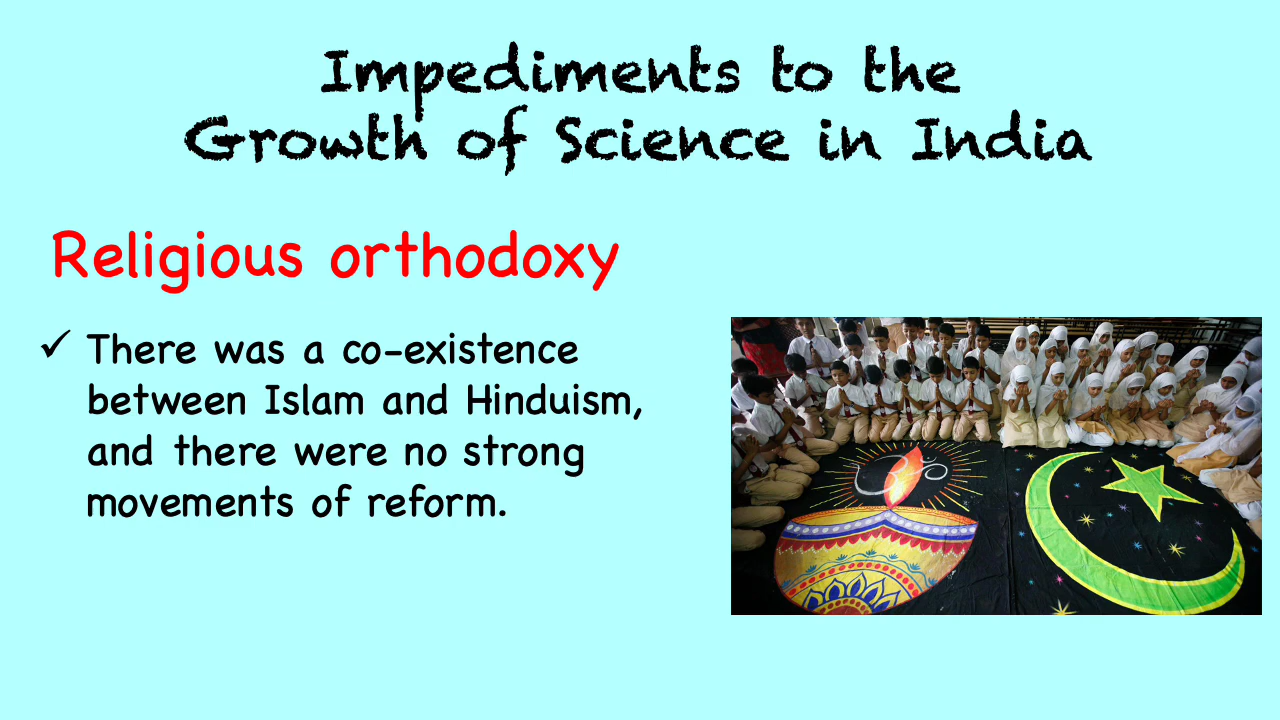 Impediments to the
Growth of Science in India
Religious orthodoxy
✓ There was a co-existence
between Islam and Hinduism,
and there were no strong
movements of reform.